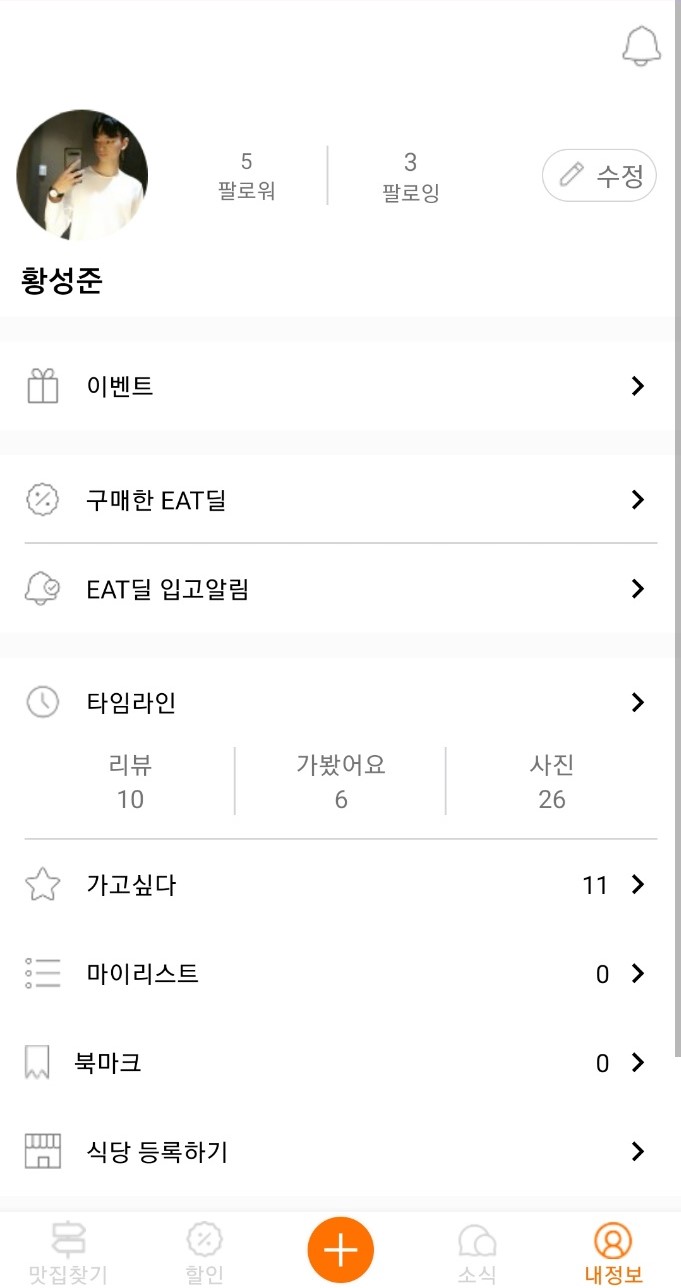 5
팔로워
3
팔로잉
수정
황성준
이벤트
구매한 EAT딜
EAT딜 입고알림
타임라인
리뷰
10
가봤어요
6
사진
26
가고싶다
11
마이리스트
0
북마크
0
식당 등록하기
맛집찾기
할인
소식
내정보